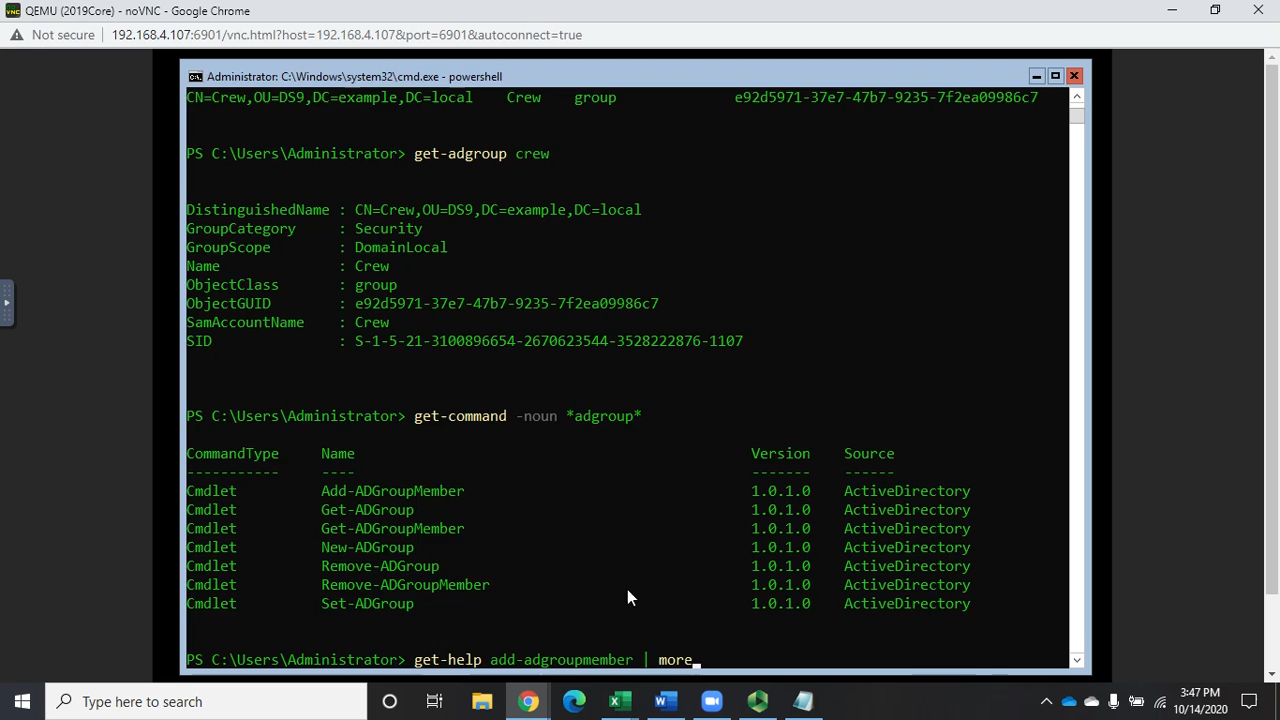 QEMU (2019Core) - noVNC - Google Chrome
Not secure 192.168.4.107:6901/vnc.html?host=192.168.4.107&port=6901&autoconnect=true
Administrator: C:\Windows\system32\cmd.exe - powershell
CN=Crew,OU=DS9,DC=example,DC=local Crew group e92d5971-37e7-47b7-9235-7f2ea09986c7
PS C:\Users\Administrator> get-adgroup crew
DistinguishedName : CN=Crew,OU=DS9,DC=example,DC=local
GroupCategory : Security
GroupScope : DomainLocal
Name : Crew
ObjectClass : group
ObjectGUID : e92d5971-37e7-47b7-9235-7f2ea09986c7
SamAccountName : Crew
SID : S-1-5-21-3100896654-2670623544-3528222876-1107
PS C:\Users\Administrator> get-command -noun *adgroup*
CommandType Name Version Source
----------- ---- ------- ------
Cmdlet Add-ADGroupMember 1.0.1.0 ActiveDirectory
Cmdlet Get-ADGroup 1.0.1.0 ActiveDirectory
Cmdlet Get-ADGroupMember 1.0.1.0 ActiveDirectory
Cmdlet New-ADGroup 1.0.1.0 ActiveDirectory
Cmdlet Remove-ADGroup 1.0.1.0 ActiveDirectory
Cmdlet Remove-ADGroupMember 1.0.1.0 ActiveDirectory
Cmdlet Set-ADGroup 1.0.1.0 ActiveDirectory
PS C:\Users\Administrator> get-help add-adgroupmember | more_
Type here to search
3:47 PM
10/14/2020